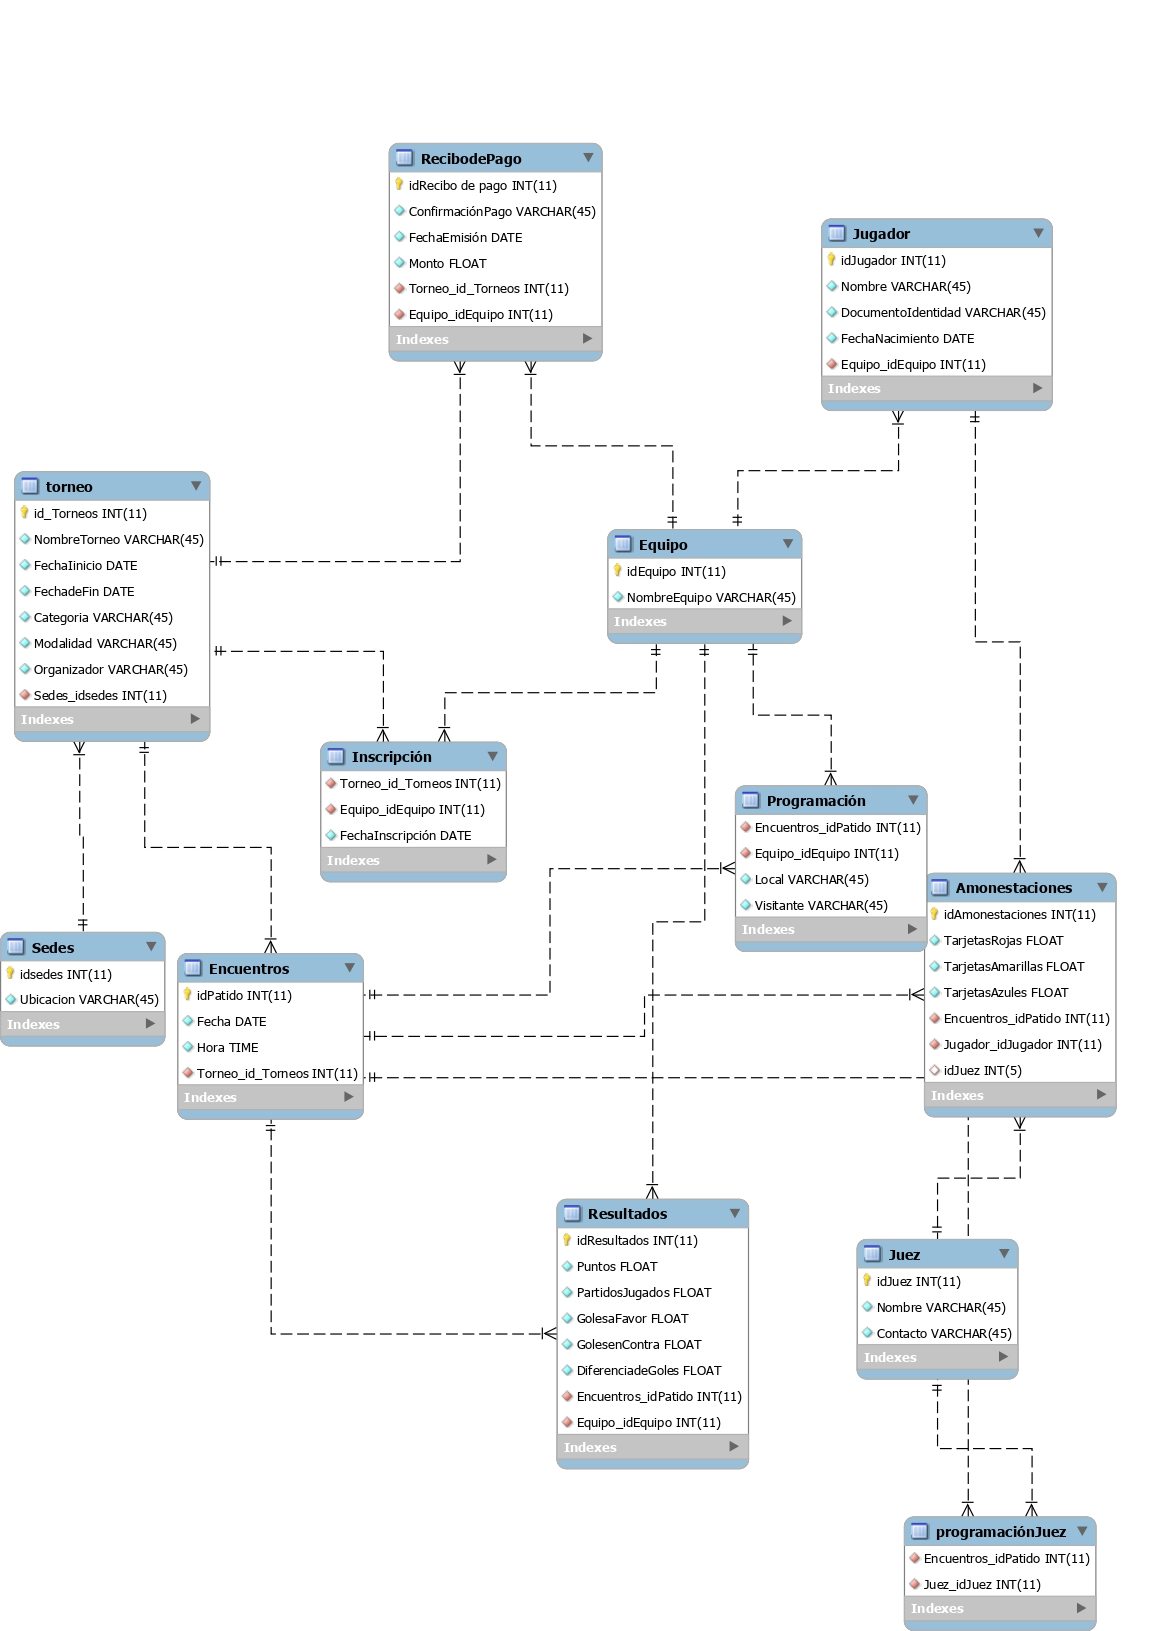 RecibodePago
idRecibo de pago INT(11)
ConfirmaciónPago VARCHAR(45)
FechaEmisión DATE
Monto FLOAT
Torneo_id_Torneos INT(11)
Equipo_idEquipo INT(11)
Indexes
Jugador
idJugador INT(11)
Nombre VARCHAR(45)
DocumentoIdentidad VARCHAR(45)
FechaNacimiento DATE
Equipo_idEquipo INT(11)
Indexes
torneo
id_Torneos INT(11)
NombreTorneo VARCHAR(45)
FechaIinicio DATE
FechadeFin DATE
Categoria VARCHAR(45)
Modalidad VARCHAR(45)
Organizador VARCHAR(45)
Sedes_idsedes INT(11)
Indexes
Equipo
idEquipo INT(11)
NombreEquipo VARCHAR(45)
Indexes
Inscripción
Torneo_id_Torneos INT(11)
Equipo_idEquipo INT(11)
FechaInscripción DATE
Indexes
Programación
Encuentros_idPatido INT(11)
Equipo_idEquipo INT(11)
Local VARCHAR(45)
Visitante VARCHAR(45)
Indexes
Amonestaciones
idAmonestaciones INT(11)
TarjetasRojas FLOAT
TarjetasAmarillas FLOAT
TarjetasAzules FLOAT
Encuentros_idPatido INT(11)
Jugador_idJugador INT(11)
idJuez INT(5)
Indexes
Sedes
idsedes INT(11)
Ubicacion VARCHAR(45)
Indexes
Encuentros
idPatido INT(11)
Fecha DATE
Hora TIME
Torneo_id_Torneos INT(11)
Indexes
Resultados
idResultados INT(11)
Puntos FLOAT
PartidosJugados FLOAT
GolesaFavor FLOAT
GolesenContra FLOAT
DiferenciadeGoles FLOAT
Encuentros_idPatido INT(11)
Equipo_idEquipo INT(11)
Indexes
Juez
idJuez INT(11)
Nombre VARCHAR(45)
Contacto VARCHAR(45)
Indexes
programaciónJuez
Encuentros_idPatido INT(11)
Juez_idJuez INT(11)
Indexes